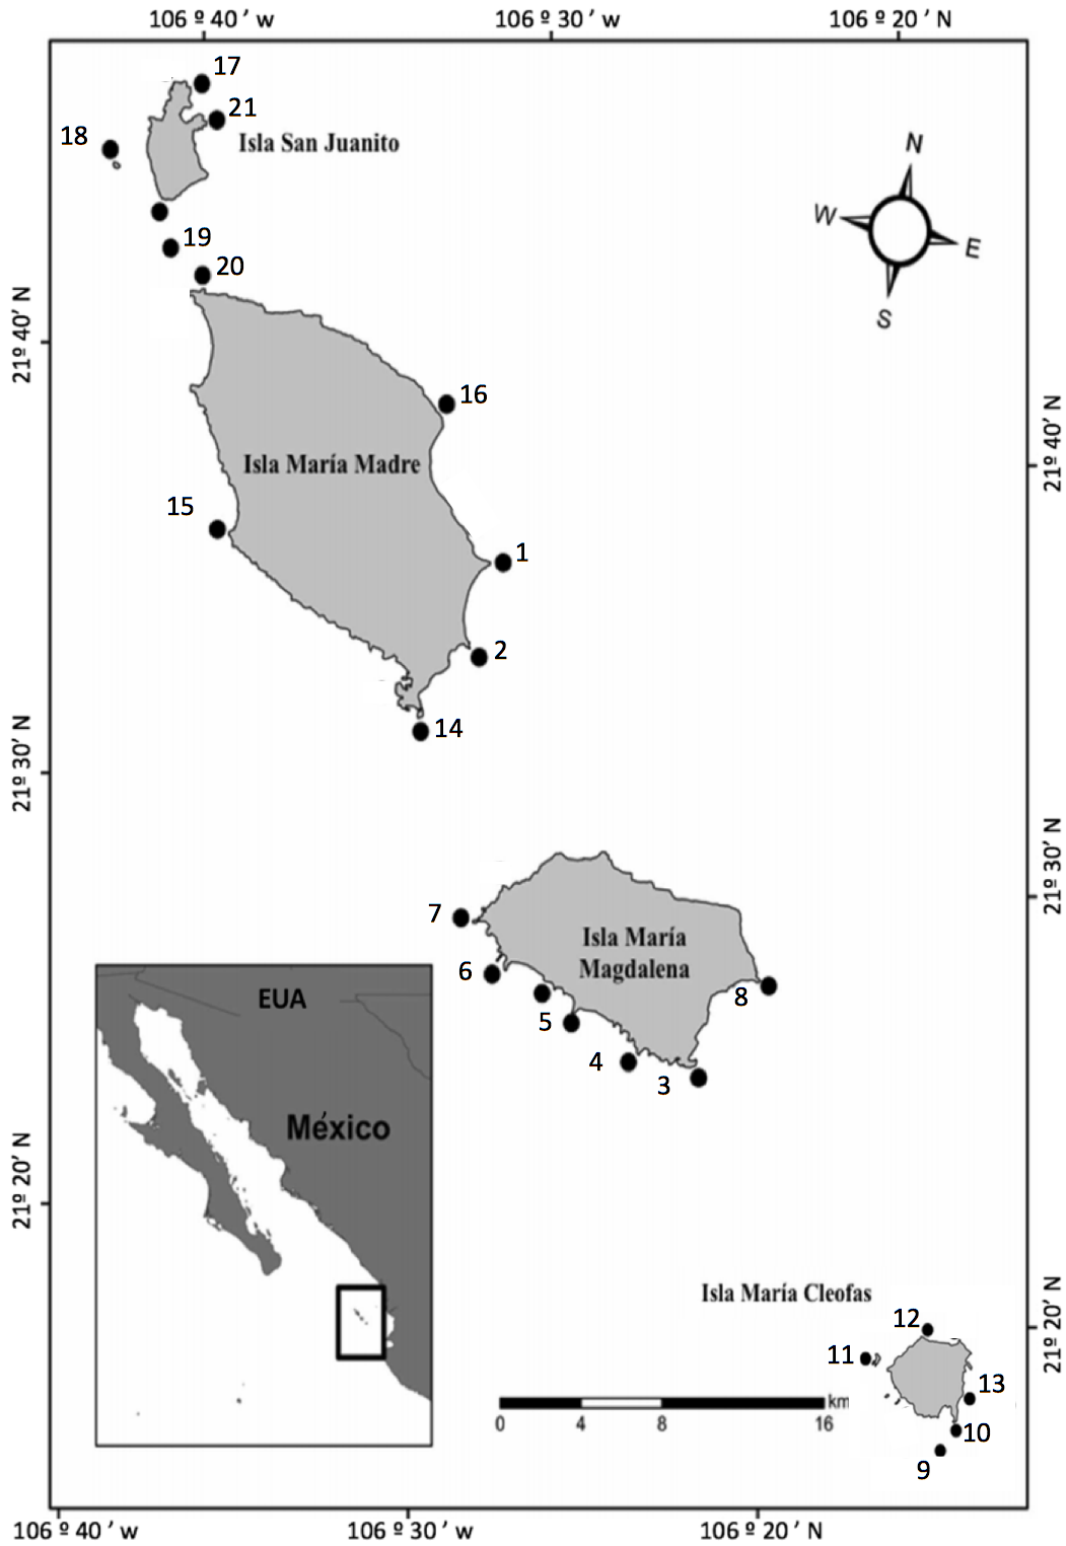 106 º 40 ' w
106 º 30 ' w
106 º 20 ' N
17
21
18
Isla San Juanito
19
20
N
W
E
S
21º 40' N
16
21º 40' N
Isla María Madre
15
1
2
14
21º 30' N
21º 30' N
7
Isla María
Magdalena
6
8
5
4
3
EUA
México
21º 20' N
Isla María Cleofas
12
21º 20' N
11
13
km
0
4
8
16
10
9
106 º 40 ' w
106 º 30 ' w
106 º 20 ' N